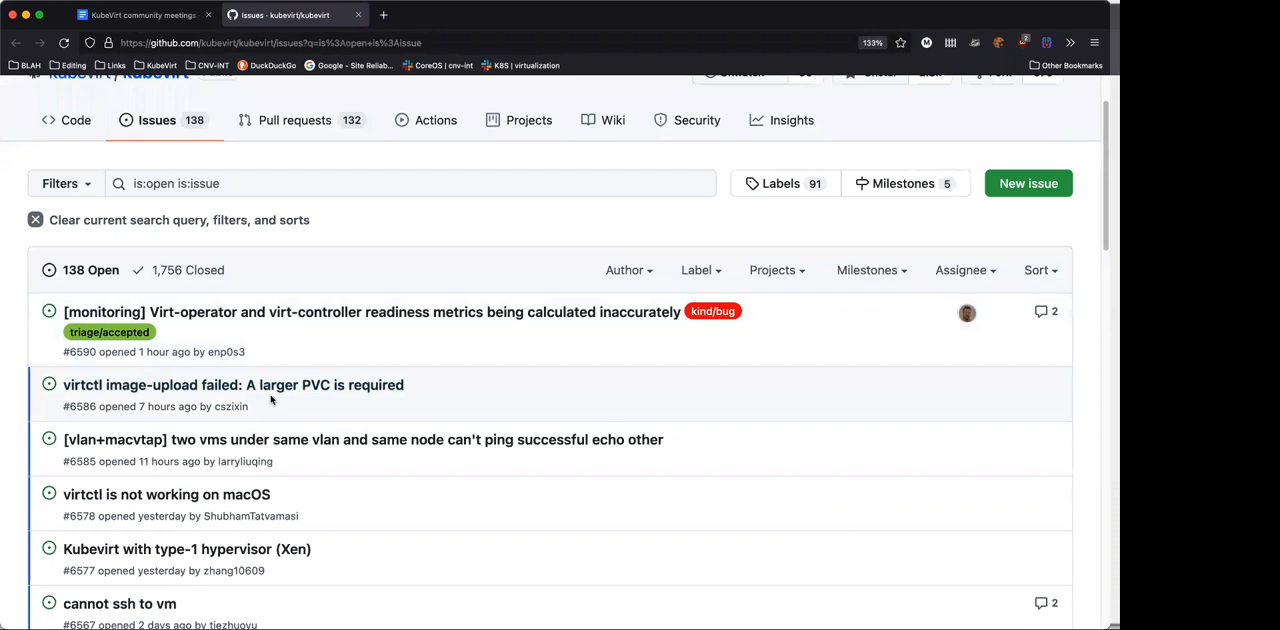 KubeVirt community meetings
Issues · kubevirt/kubevirt
https://github.com/kubevirt/kubevirt/issues?q=is%3Aopen+is%3Aissue
133%
2
BLAH
Editing
Links
KubeVirt
CNV-INT
DuckDuckGo
Google - Site Reliab...
CoreOS | cnv-int
K8S | virtualization
Other Bookmarks
kubevirt / kubevirt
Code
Issues 138
Pull requests 132
Actions
Projects
Wiki
Security
Insights
Filters
is:open is:issue
Labels 91
Milestones 5
New issue
Clear current search query, filters, and sorts
138 Open
1,756 Closed
Author
Label
Projects
Milestones
Assignee
Sort
[monitoring] Virt-operator and virt-controller readiness metrics being calculated inaccurately kind/bug
2
triage/accepted
#6590 opened 1 hour ago by enp0s3
virtctl image-upload failed: A larger PVC is required
#6586 opened 7 hours ago by cszixin
[vlan+macvtap] two vms under same vlan and same node can't ping successful echo other
#6585 opened 11 hours ago by larryliuqing
virtctl is not working on macOS
#6578 opened yesterday by ShubhamTatvamasi
Kubevirt with type-1 hypervisor (Xen)
#6577 opened yesterday by zhang10609
cannot ssh to vm
2
#6567 opened 2 days ago by tiezhuoyu